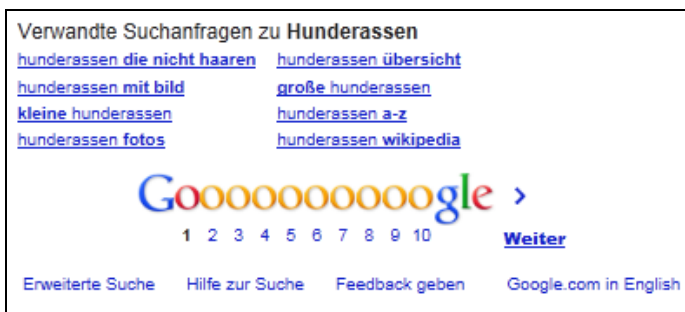 Verwandte Suchanfragen zu Hunderassen
hunderassen die nicht haaren hunderassen übersicht
hunderassen mit bild große hunderassen
kleine hunderassen hunderassen a-z
hunderassen fotos hunderassen wikipedia
Goooooooooogle >
1 2 3 4 5 6 7 8 9 10 Weiter
Erweiterte Suche Hilfe zur Suche Feedback geben Google.com in English